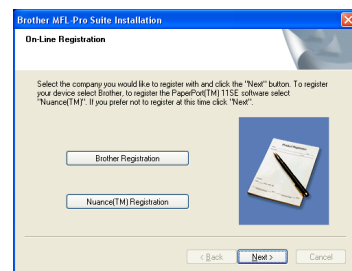 Brother MFL-Pro Suite Installation
On-Line Registration
Select the company you would like to register with and click the "Next" button. To register
your device select Brother, to register the PaperPort(TM) 11SE software select
"Nuance(TM)". If you prefer not to register at this time click "Next".
Brother Registration
Nuance(TM) Registration
< Back
Next >
Cancel